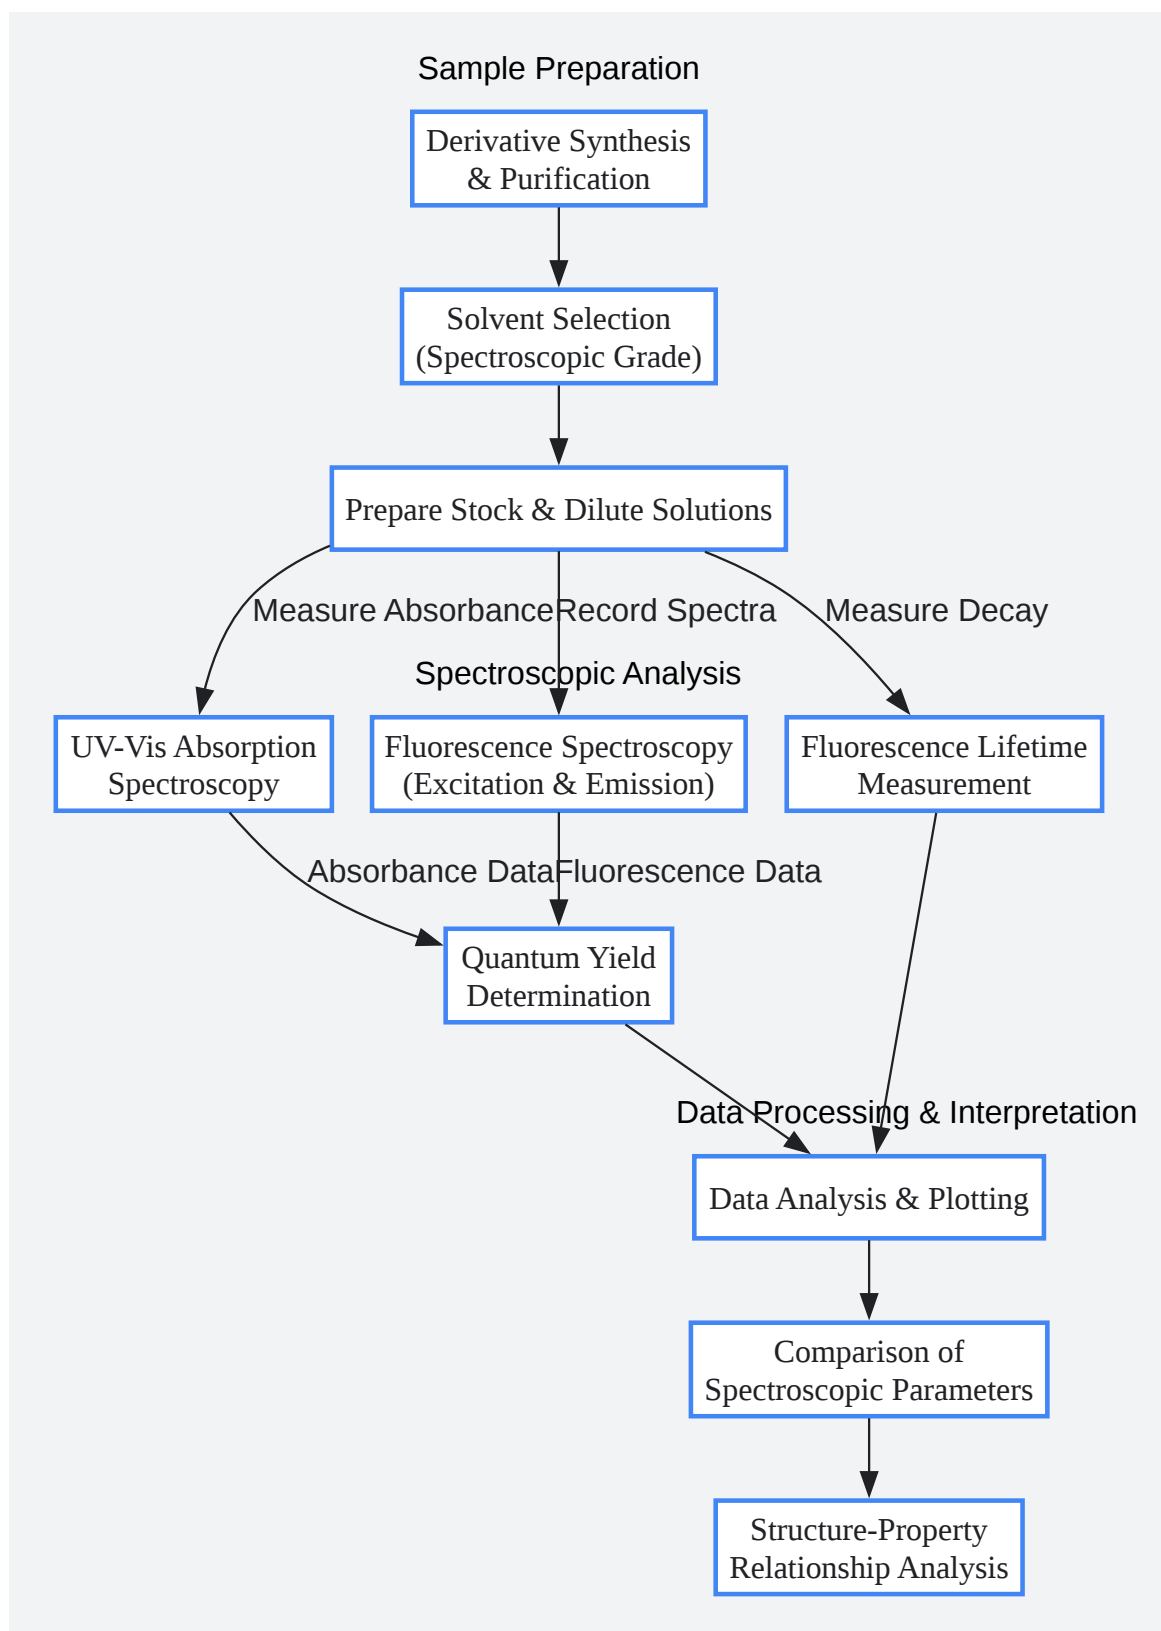 Sample Preparation
Derivative Synthesis
& Purification
Solvent Selection
(Spectroscopic Grade)
Prepare Stock & Dilute Solutions
Measure Absorbance
Record Spectra
Measure Decay
Spectroscopic Analysis
UV-Vis Absorption
Spectroscopy
Fluorescence Spectroscopy
(Excitation & Emission)
Fluorescence Lifetime
Measurement
Absorbance Data
Fluorescence Data
Quantum Yield
Determination
Data Processing & Interpretation
Data Analysis & Plotting
Comparison of
Spectroscopic Parameters
Structure-Property
Relationship Analysis